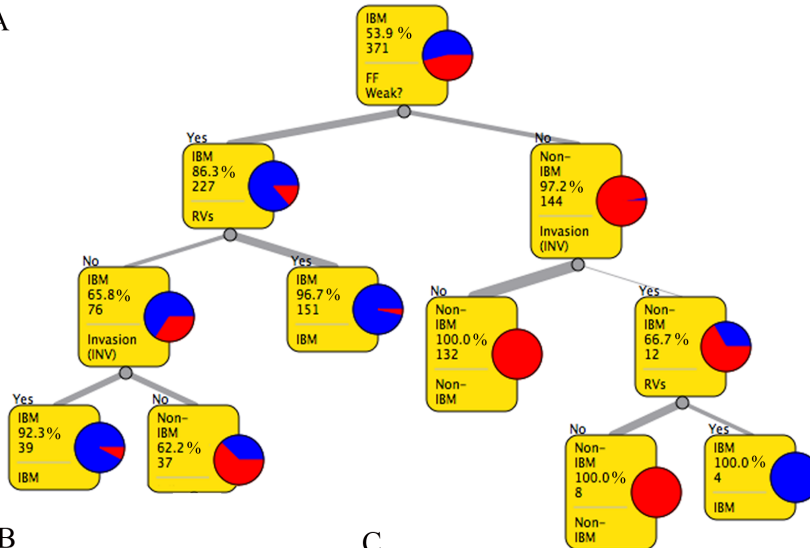 A
IBM
53.9 %
371
FF
Weak?
Yes
No
IBM
86.3%
227
RVs
Non-
IBM
97.2%
144
Invasion
(INV)
No
Yes
IBM
65.8%
76
Invasion
(INV)
IBM
96.7%
151
IBM
No
Yes
Non-
IBM
100.0%
132
Non-
IBM
Non-
IBM
66.7%
12
RVs
Yes
No
IBM
92.3%
39
IBM
Non-
IBM
62.2%
37
No
Yes
Non-
IBM
100.0%
8
Non-
IBM
IBM
100.0%
4
IBM
B
C